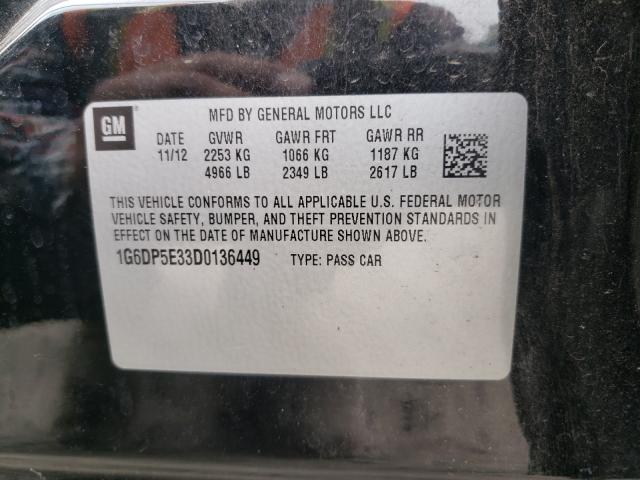 GM ®
MFD BY GENERAL MOTORS LLC
DATE GVWR GAWR FRT GAWR RR
11/12 2253 KG 1066 KG 1187 KG
4966 LB 2349 LB 2617 LB
THIS VEHICLE CONFORMS TO ALL APPLICABLE U.S. FEDERAL MOTOR
VEHICLE SAFETY, BUMPER, AND THEFT PREVENTION STANDARDS IN
EFFECT ON THE DATE OF MANUFACTURE SHOWN ABOVE.
1G6DP5E33D0136449 TYPE: PASS CAR